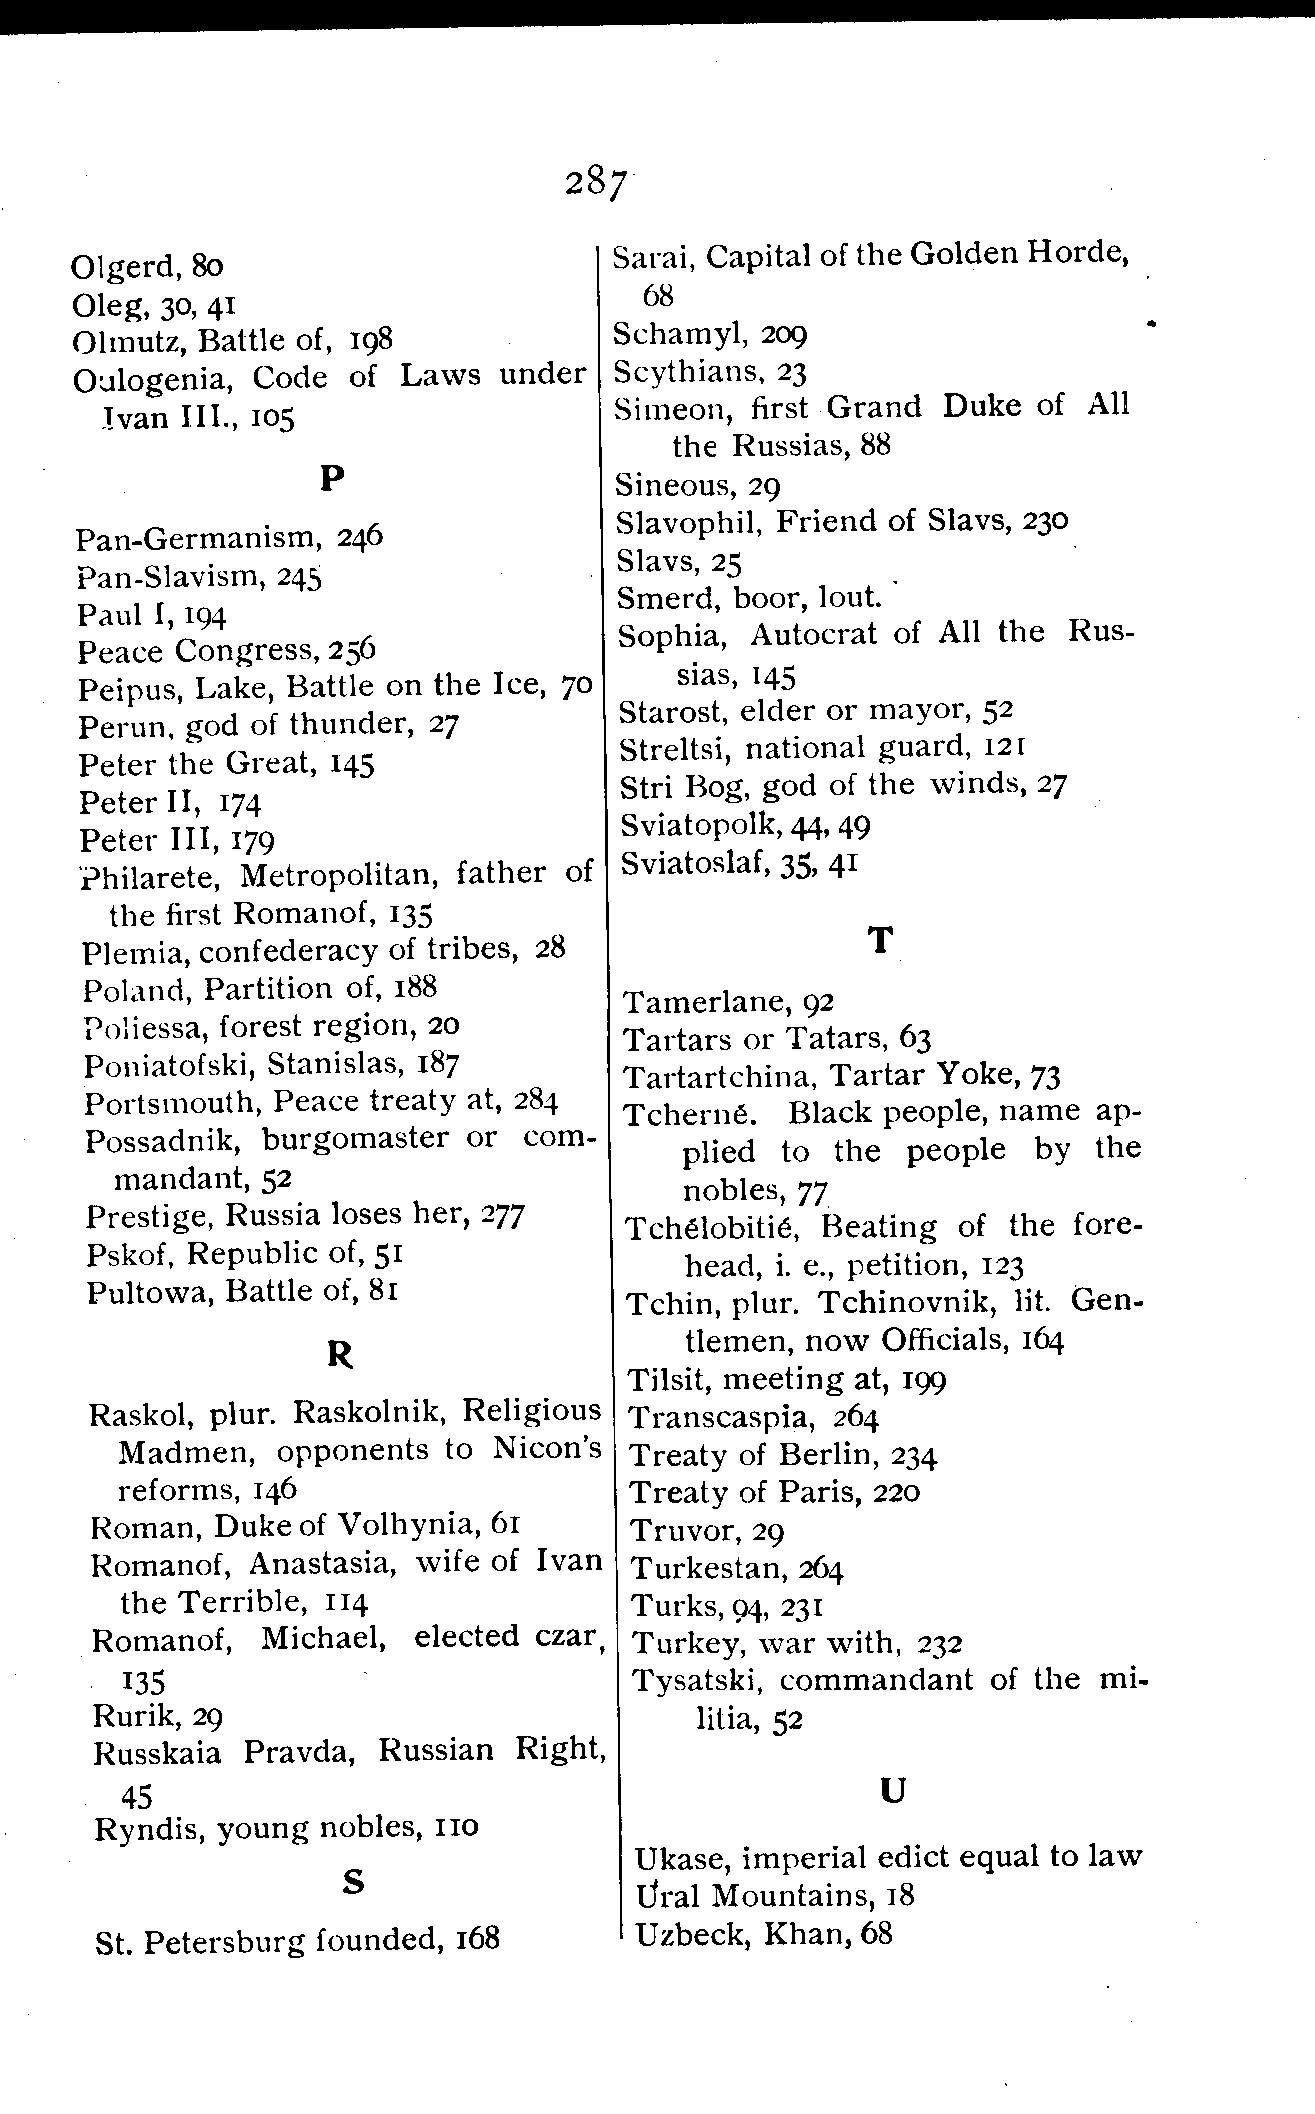 287
Olgerd, 80
Oleg, 30, 41
Olmutz, Battle of, 198
Oulogenia, Code of Laws under
Ivan III., 105
P
Pan-Germanism, 246
Pan-Slavism, 245
Paul I, 194
Peace Congress, 256
Peipus, Lake, Battle on the Ice, 70
Perun, god of thunder, 27
Peter the Great, 145
Peter II, 174
Peter III, 179
Philarete, Metropolitan, father of
the first Romanof, 135
Plemia, confederacy of tribes, 28
Poland, Partition of, 188
Poliessa, forest region, 20
Poniatofski, Stanislas, 187
Portsmouth, Peace treaty at, 284
Possadnik, burgomaster or com-
mandant, 52
Prestige, Russia loses her, 277
Pskof, Republic of, 51
Pultowa, Battle of, 81
R
Raskol, plur. Raskolnik, Religious
Madmen, opponents to Nicon's
reforms, 146
Roman, Duke of Volhynia, 61
Romanof, Anastasia, wife of Ivan
the Terrible, 114
Romanof, Michael, elected czar,
135
Rurik, 29
Russkaia Pravda, Russian Right,
45
Ryndis, young nobles, 110
S
St. Petersburg founded, 168
Sarai, Capital of the Golden Horde,
68
Schamyl, 209
Scythians, 23
Simeon, first Grand Duke of All
the Russias, 88
Sineous, 29
Slavophil, Friend of Slavs, 230
Slavs, 25
Smerd, boor, lout.
Sophia, Autocrat of All the Rus-
sias, 145
Starost, elder or mayor, 52
Streltsi, national guard, 121
Stri Bog, god of the winds, 27
Sviatopolk, 44, 49
Sviatoslaf, 35, 41
T
Tamerlane, 92
Tartars or Tatars, 63
Tartartchina, Tartar Yoke, 73
Tcherné. Black people, name ap-
plied to the people by the
nobles, 77
Tchélobitié, Beating of the fore-
head, i. e., petition, 123
Tchin, plur. Tchinovnik, lit. Gen-
tlemen, now Officials, 164
Tilsit, meeting at, 199
Transcaspia, 264
Treaty of Berlin, 234
Treaty of Paris, 220
Truvor, 29
Turkestan, 264
Turks, 94, 231
Turkey, war with, 232
Tysatski, commandant of the mi-
litia, 52
U
Ukase, imperial edict equal to law
Ural Mountains, 18
Uzbeck, Khan, 68